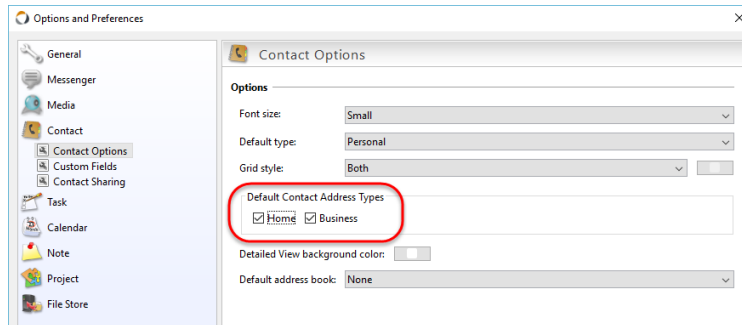 Options and Preferences
General
Messenger
Media
Contact
Contact Options
Custom Fields
Contact Sharing
Task
Calendar
Note
Project
File Store
Contact Options
Options
Font size: Small
Default type: Personal
Grid style: Both
Default Contact Address Types
Home Business
Detailed View background color:
Default address book: None